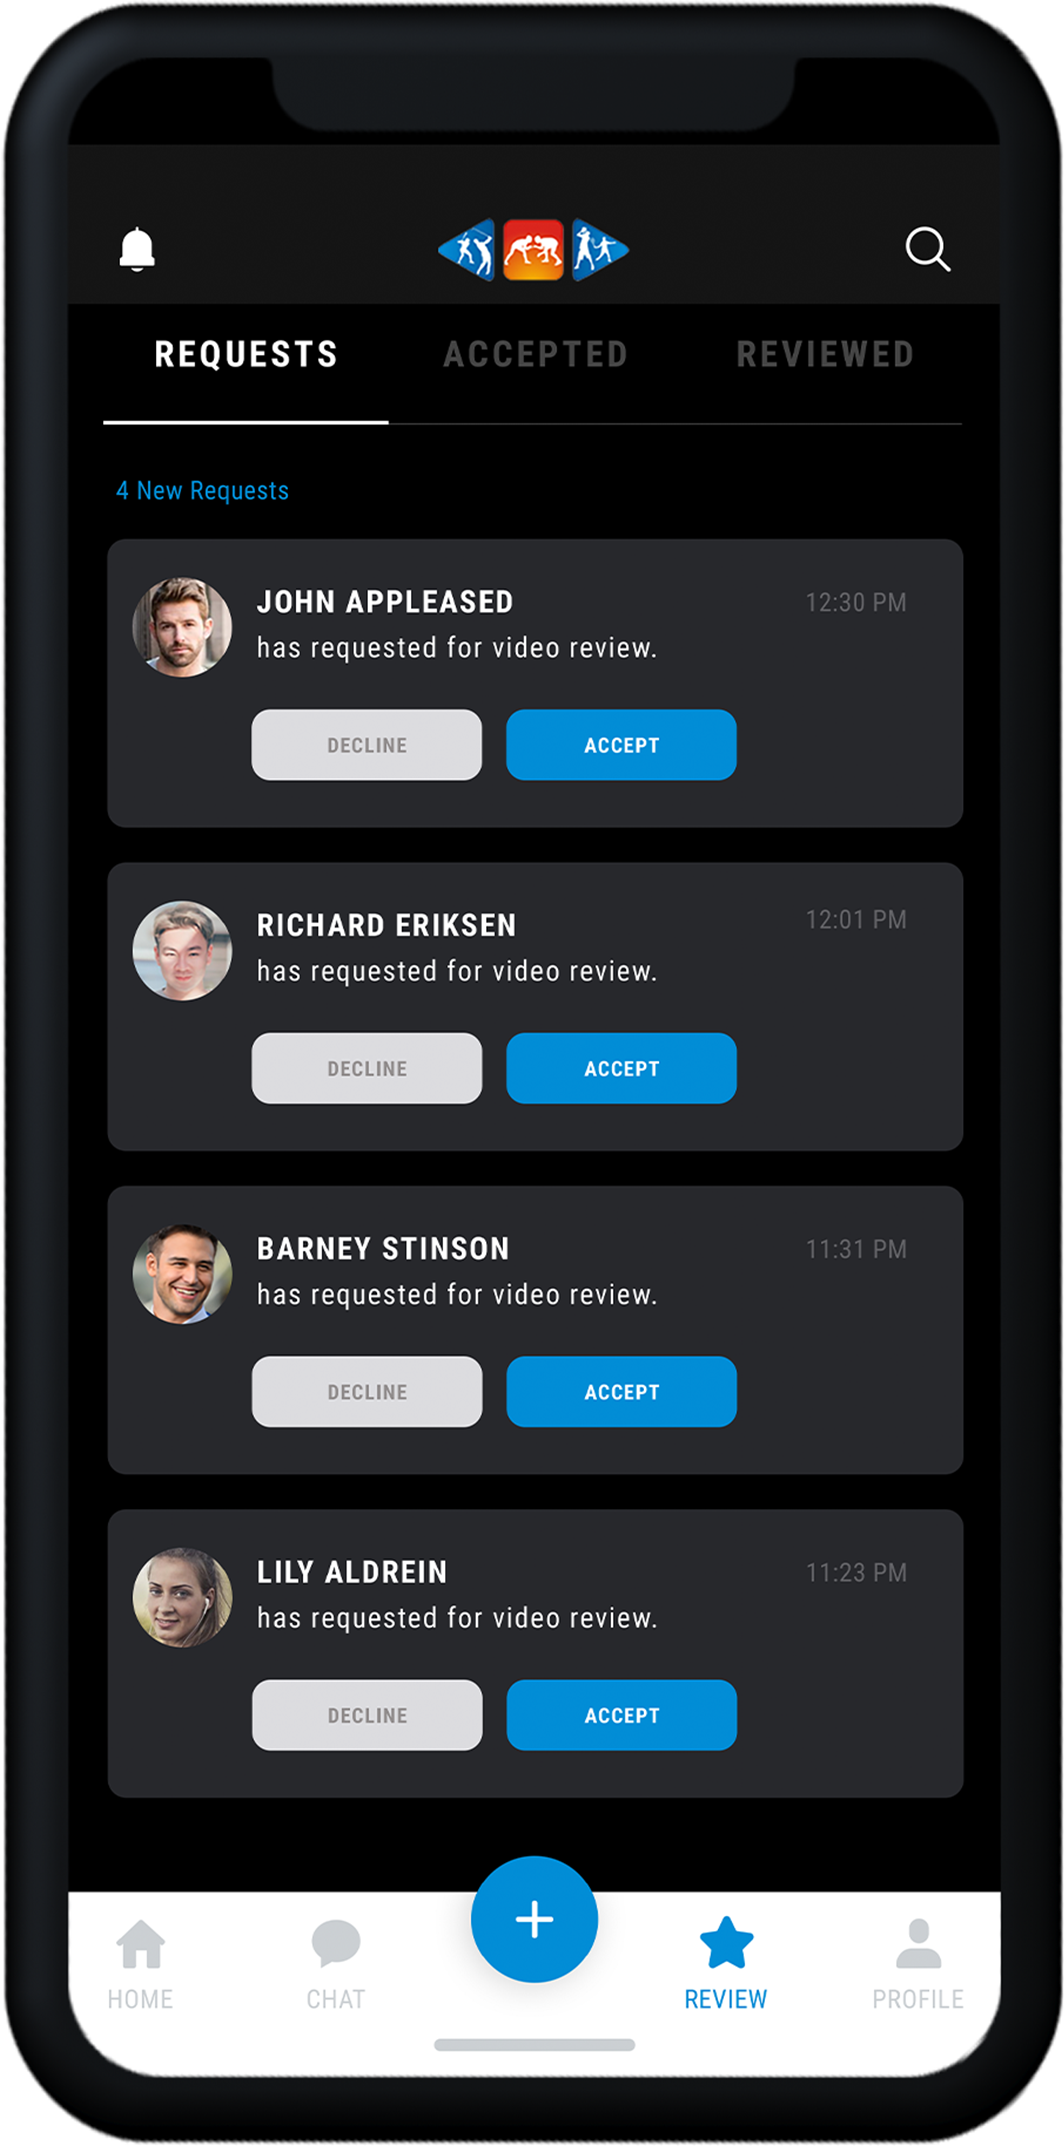 REQUESTS ACCEPTED REVIEWED
4 New Requests
JOHN APPLEASED 12:30 PM
has requested for video review.
DECLINE ACCEPT
RICHARD ERIKSEN 12:01 PM
has requested for video review.
DECLINE ACCEPT
BARNEY STINSON 11:31 PM
has requested for video review.
DECLINE ACCEPT
LILY ALDREIN 11:23 PM
has requested for video review.
DECLINE ACCEPT
HOME CHAT REVIEW PROFILE